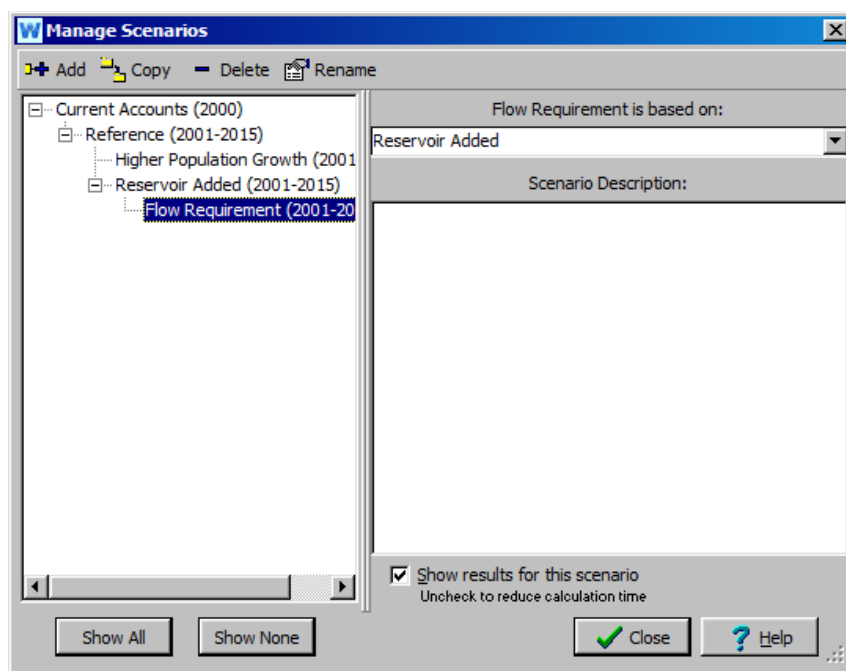 W Manage Scenarios
Add Copy Delete Rename
Current Accounts (2000)
Reference (2001-2015)
Higher Population Growth (2001
Reservoir Added (2001-2015)
Flow Requirement (2001-20
Flow Requirement is based on:
Reservoir Added
Scenario Description:
Show results for this scenario
Uncheck to reduce calculation time
Show All Show None Close ? Help